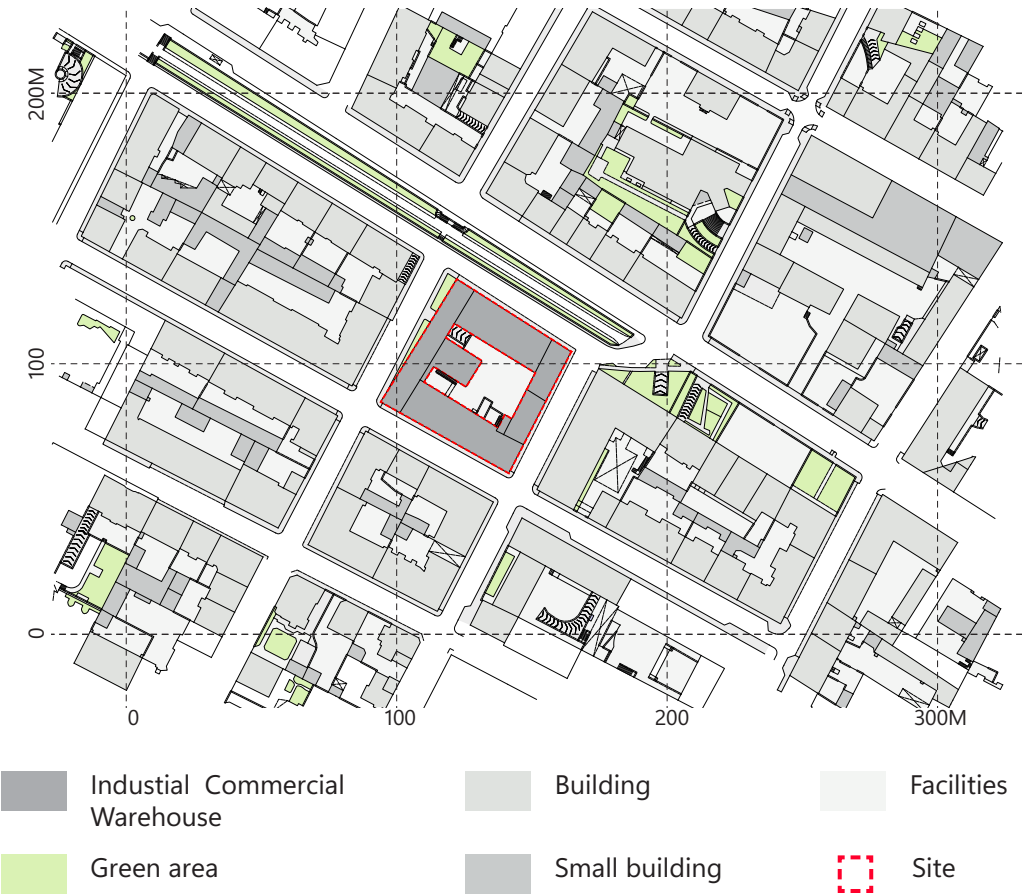 200M
100
0
0
100
200
300M
Industial Commercial
Warehouse
Building
Facilities
Green area
Small building
Site